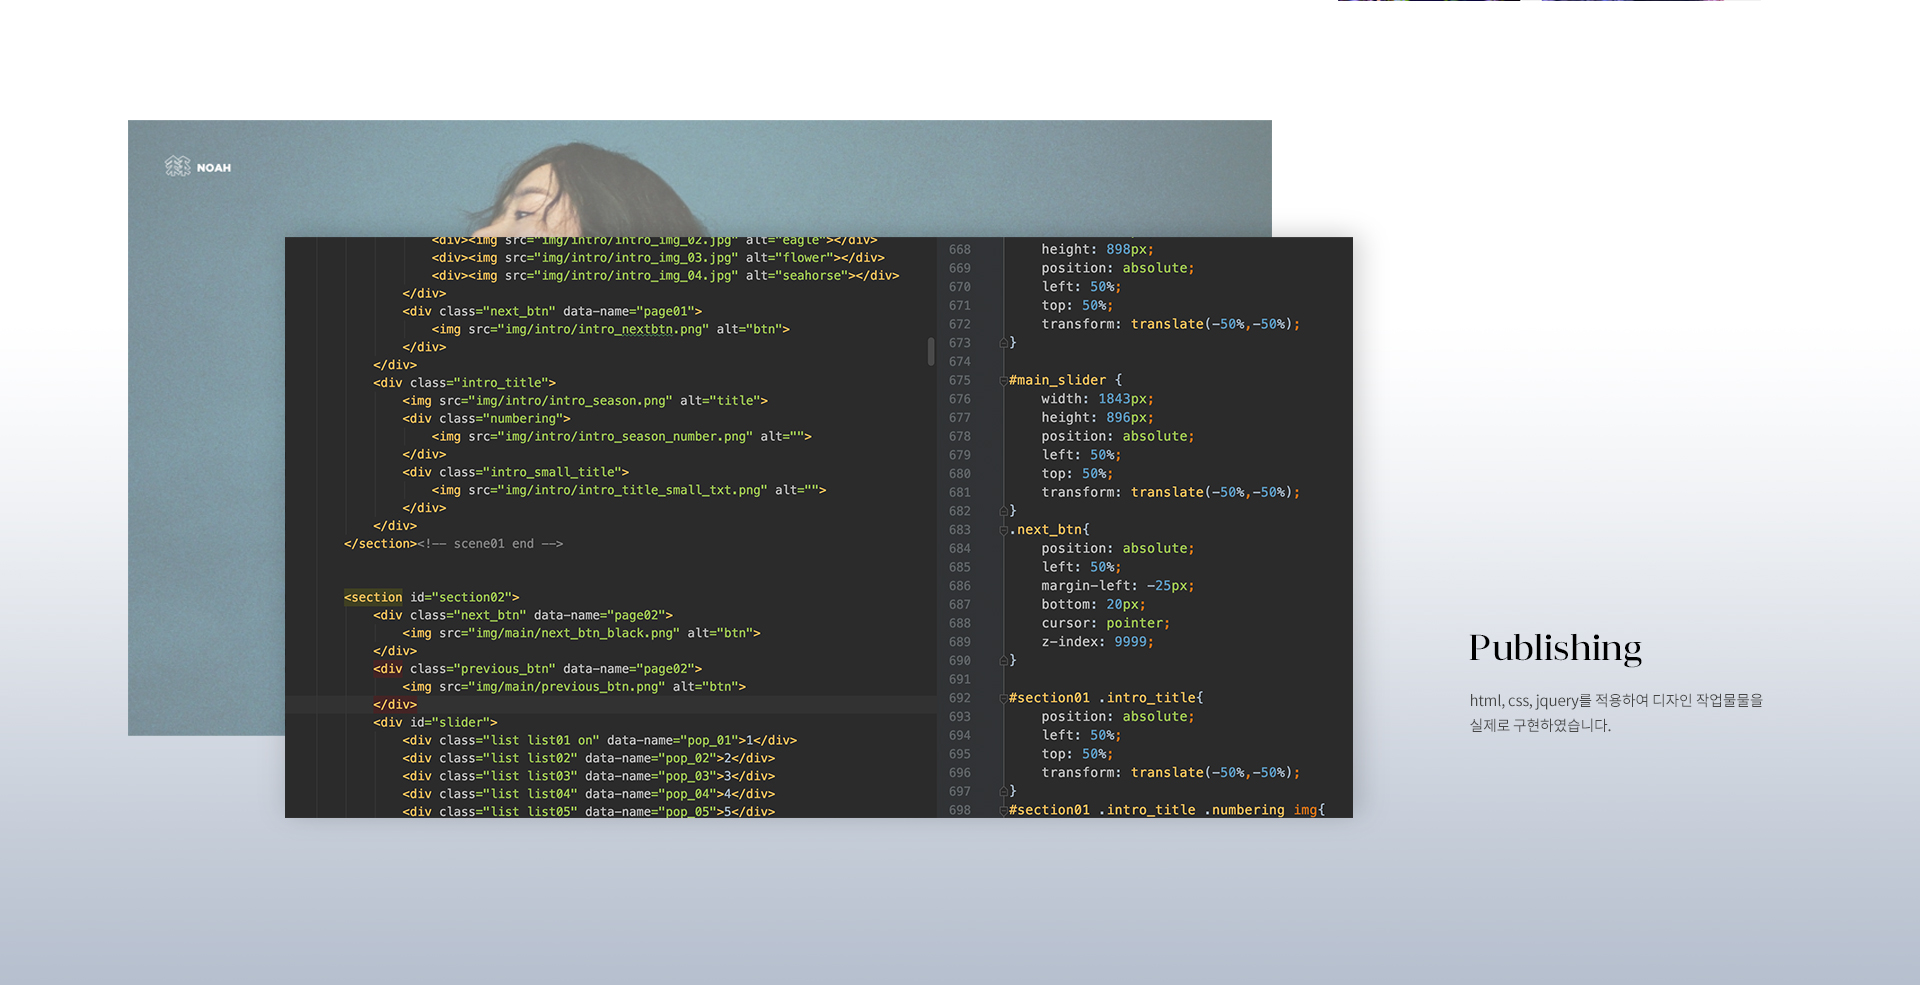 NOAH
<div><img src="img/intro/intro_img_02.jpg" alt="eagle"></div>
<div><img src="img/intro/intro_img_03.jpg" alt="flower"></div>
<div><img src="img/intro/intro_img_04.jpg" alt="seahorse"></div>
</div>
<div class="next_btn" data-name="page01">
<img src="img/intro/intro_nextbtn.png" alt="btn">
</div>
</div>
<div class="intro_title">
<img src="img/intro/intro_season.png" alt="title">
<div class="numbering">
<img src="img/intro/intro_season_number.png" alt="">
</div>
<div class="intro_small_title">
<img src="img/intro/intro_title_small_txt.png" alt="">
</div>
</div>
</section><!-- scene01 end -->
<section id="section02">
<div class="next_btn" data-name="page02">
<img src="img/main/next_btn_black.png" alt="btn">
</div>
<div class="previous_btn" data-name="page02">
<img src="img/main/previous_btn.png" alt="btn">
</div>
<div id="slider">
<div class="list list01 on" data-name="pop_01">1</div>
<div class="list list02" data-name="pop_02">2</div>
<div class="list list03" data-name="pop_03">3</div>
<div class="list list04" data-name="pop_04">4</div>
<div class="list list05" data-name="pop_05">5</div>
668 height: 898px;
669 position: absolute;
670 left: 50%;
671 top: 50%;
672 transform: translate(-50%,-50%);
673 }
674
675 #main_slider {
676 width: 1843px;
677 height: 896px;
678 position: absolute;
679 left: 50%;
680 top: 50%;
681 transform: translate(-50%,-50%);
682 }
683 .next_btn{
684 position: absolute;
685 left: 50%;
686 margin-left: -25px;
687 bottom: 20px;
688 cursor: pointer;
689 z-index: 9999;
690 }
691
692 #section01 .intro_title{
693 position: absolute;
694 left: 50%;
695 top: 50%;
696 transform: translate(-50%,-50%);
697 }
698 #section01 .intro_title .numbering img{
Publishing
html, css, jquery를 적용하여 디자인 작업물물을
실제로 구현하였습니다.